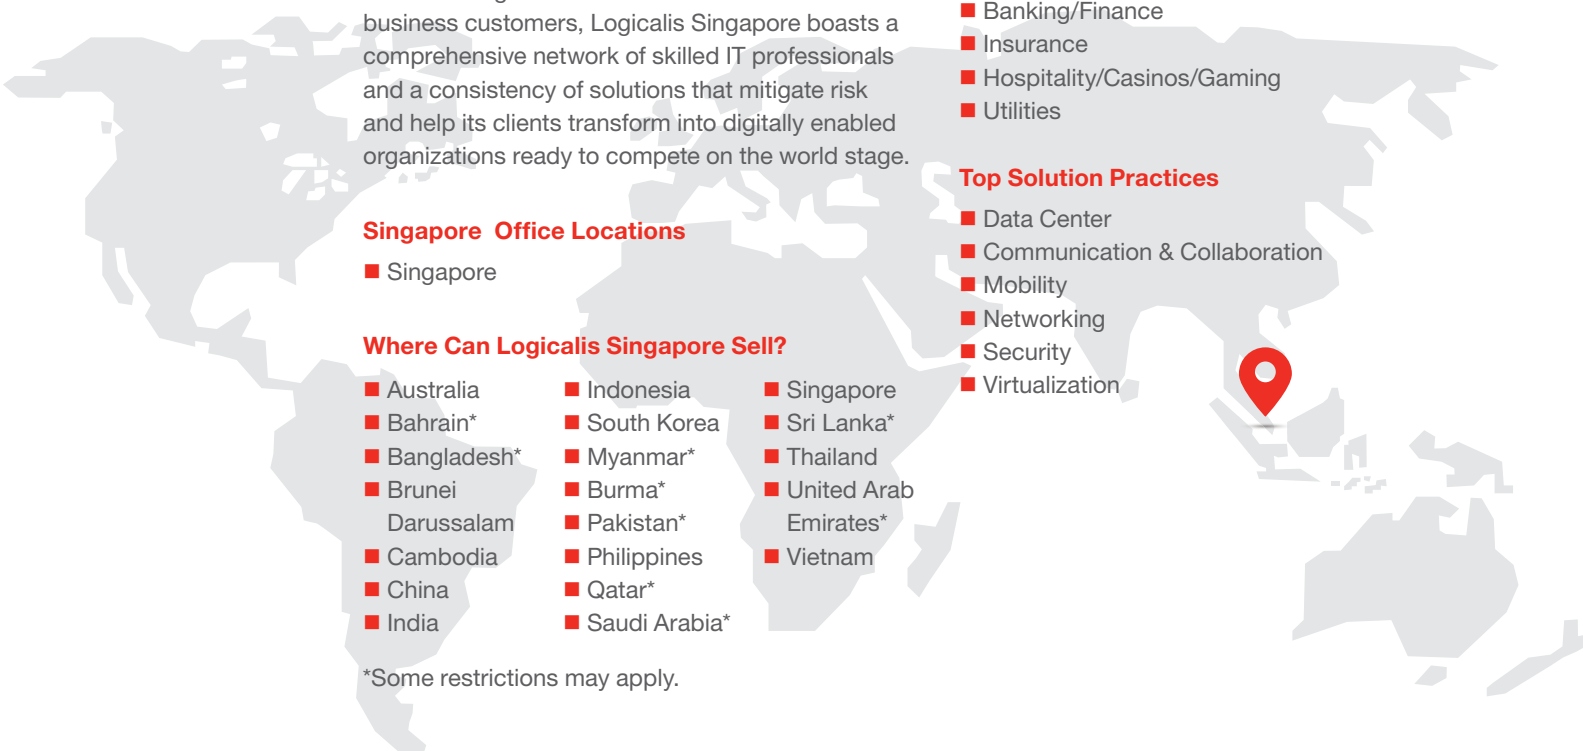 business customers, Logicalis Singapore boasts a
comprehensive network of skilled IT professionals
and a consistency of solutions that mitigate risk
and help its clients transform into digitally enabled
organizations ready to compete on the world stage.
Singapore Office Locations
■ Singapore
Where Can Logicalis Singapore Sell?
■ Australia
■ Bahrain*
■ Bangladesh*
■ Brunei
Darussalam
■ Cambodia
■ China
■ India
■ Indonesia
■ South Korea
■ Myanmar*
■ Burma*
■ Pakistan*
■ Philippines
■ Qatar*
■ Saudi Arabia*
■ Singapore
■ Sri Lanka*
■ Thailand
■ United Arab
Emirates*
■ Vietnam
*Some restrictions may apply.
■ Banking/Finance
■ Insurance
■ Hospitality/Casinos/Gaming
■ Utilities
Top Solution Practices
■ Data Center
■ Communication & Collaboration
■ Mobility
■ Networking
■ Security
■ Virtualization